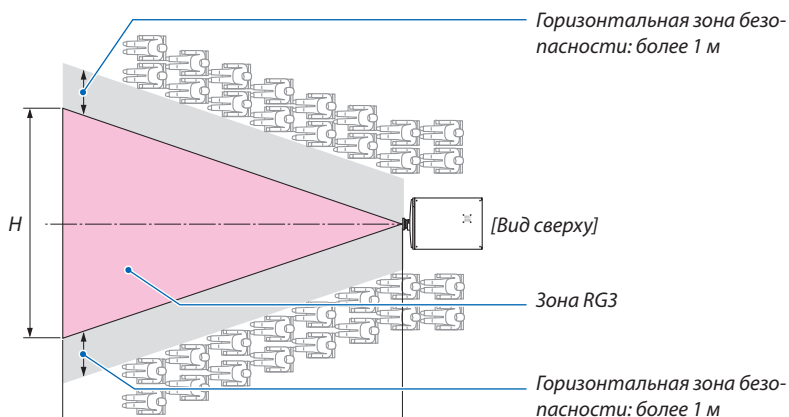 Горизонтальная зона безо-
пасности: более 1 м
H
[Вид сверху]
Зона RG3
Горизонтальная зона безо-
пасности: более 1 м